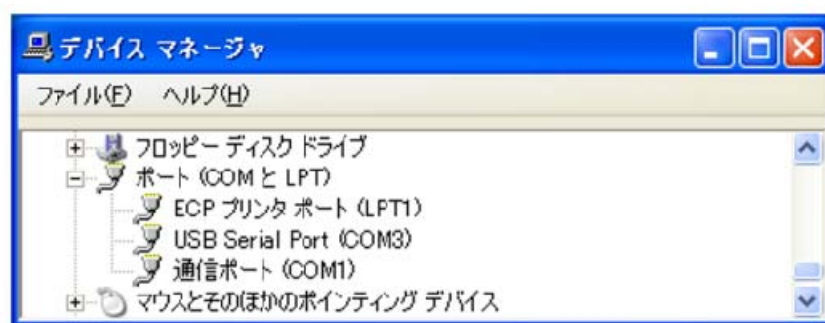 デバイス マネージャ
ファイル(F) ヘルプ(H)
フロッピー ディスク ドライブ
ポート (COM と LPT)
ECP プリンタ ポート (LPT1)
USB Serial Port (COM3)
通信ポート (COM1)
マウスとそのほかのポインティング デバイス